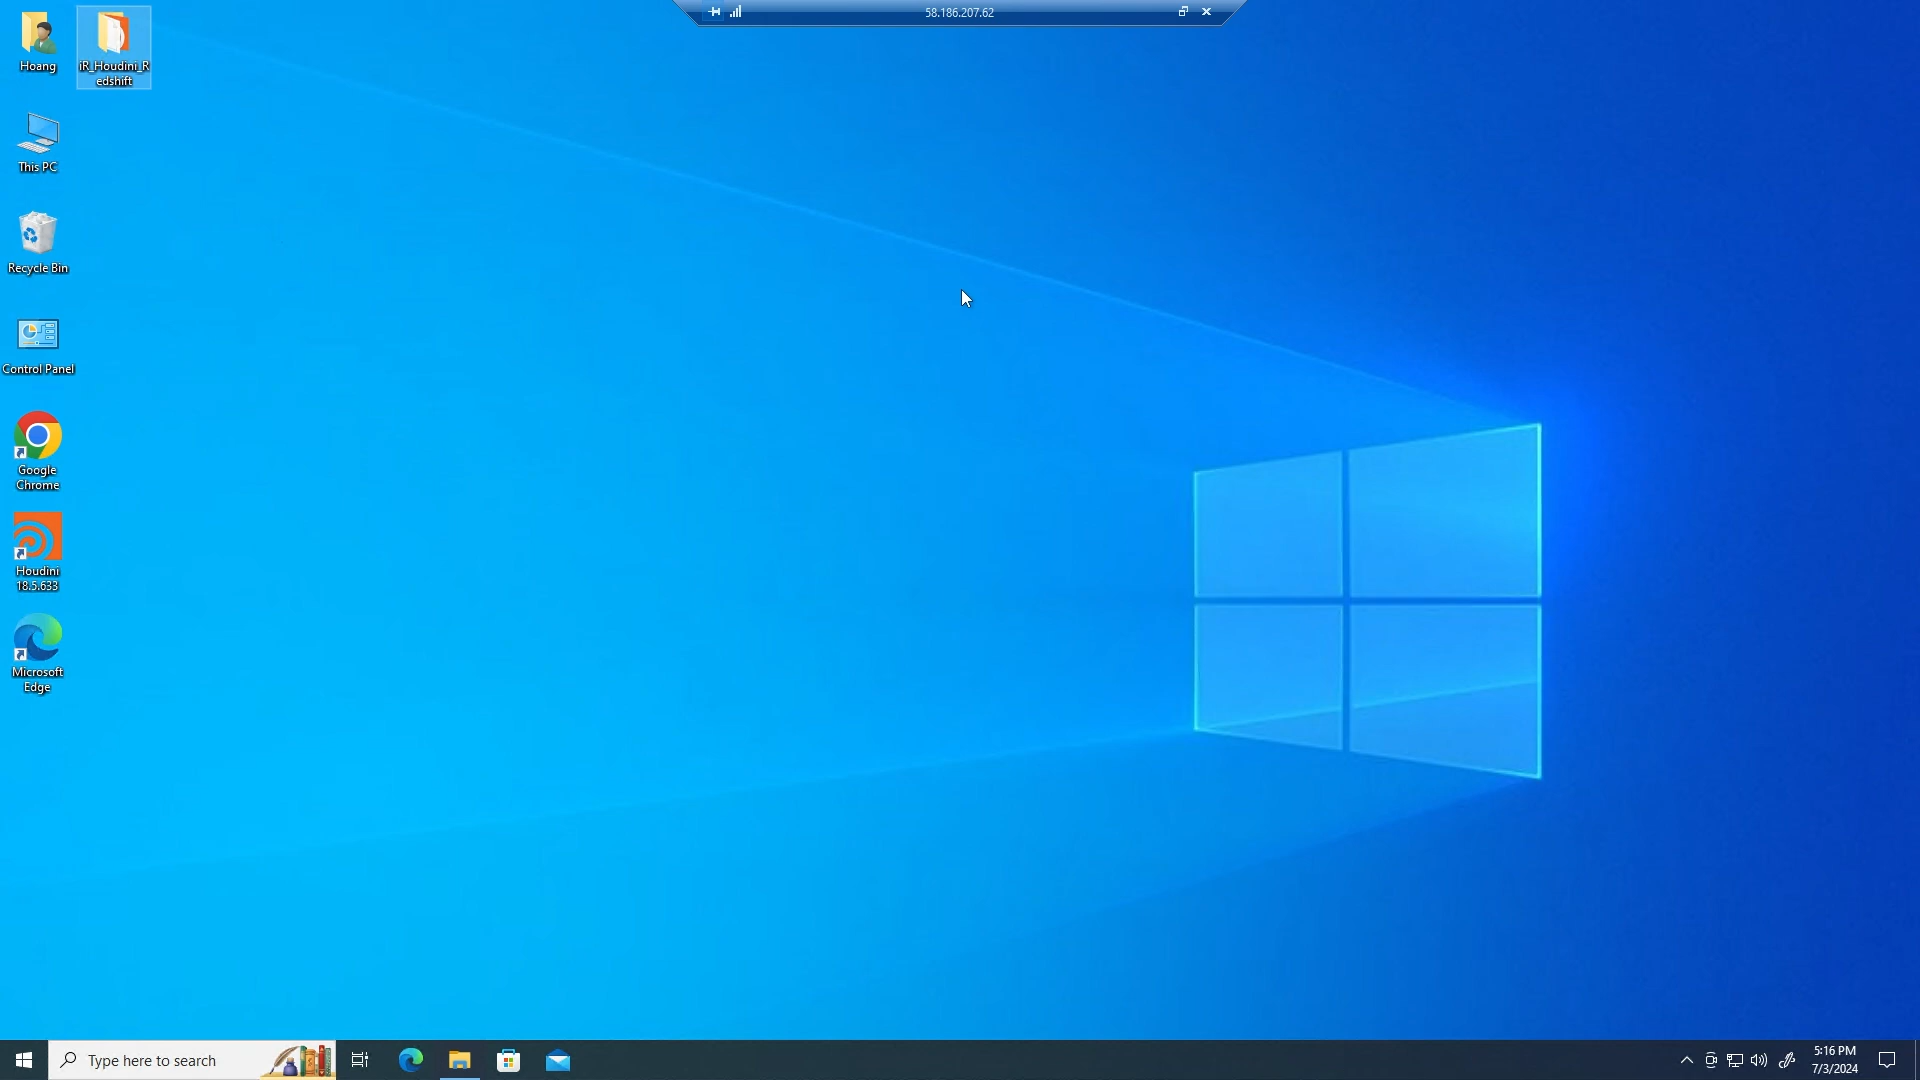 58.186.207.62
Hoang
iR_Houdini_R
edshift
This PC
Recycle Bin
Control Panel
Google
Chrome
Houdini
18.5.633
Microsoft
Edge
Type here to search
5:16 PM
7/3/2024